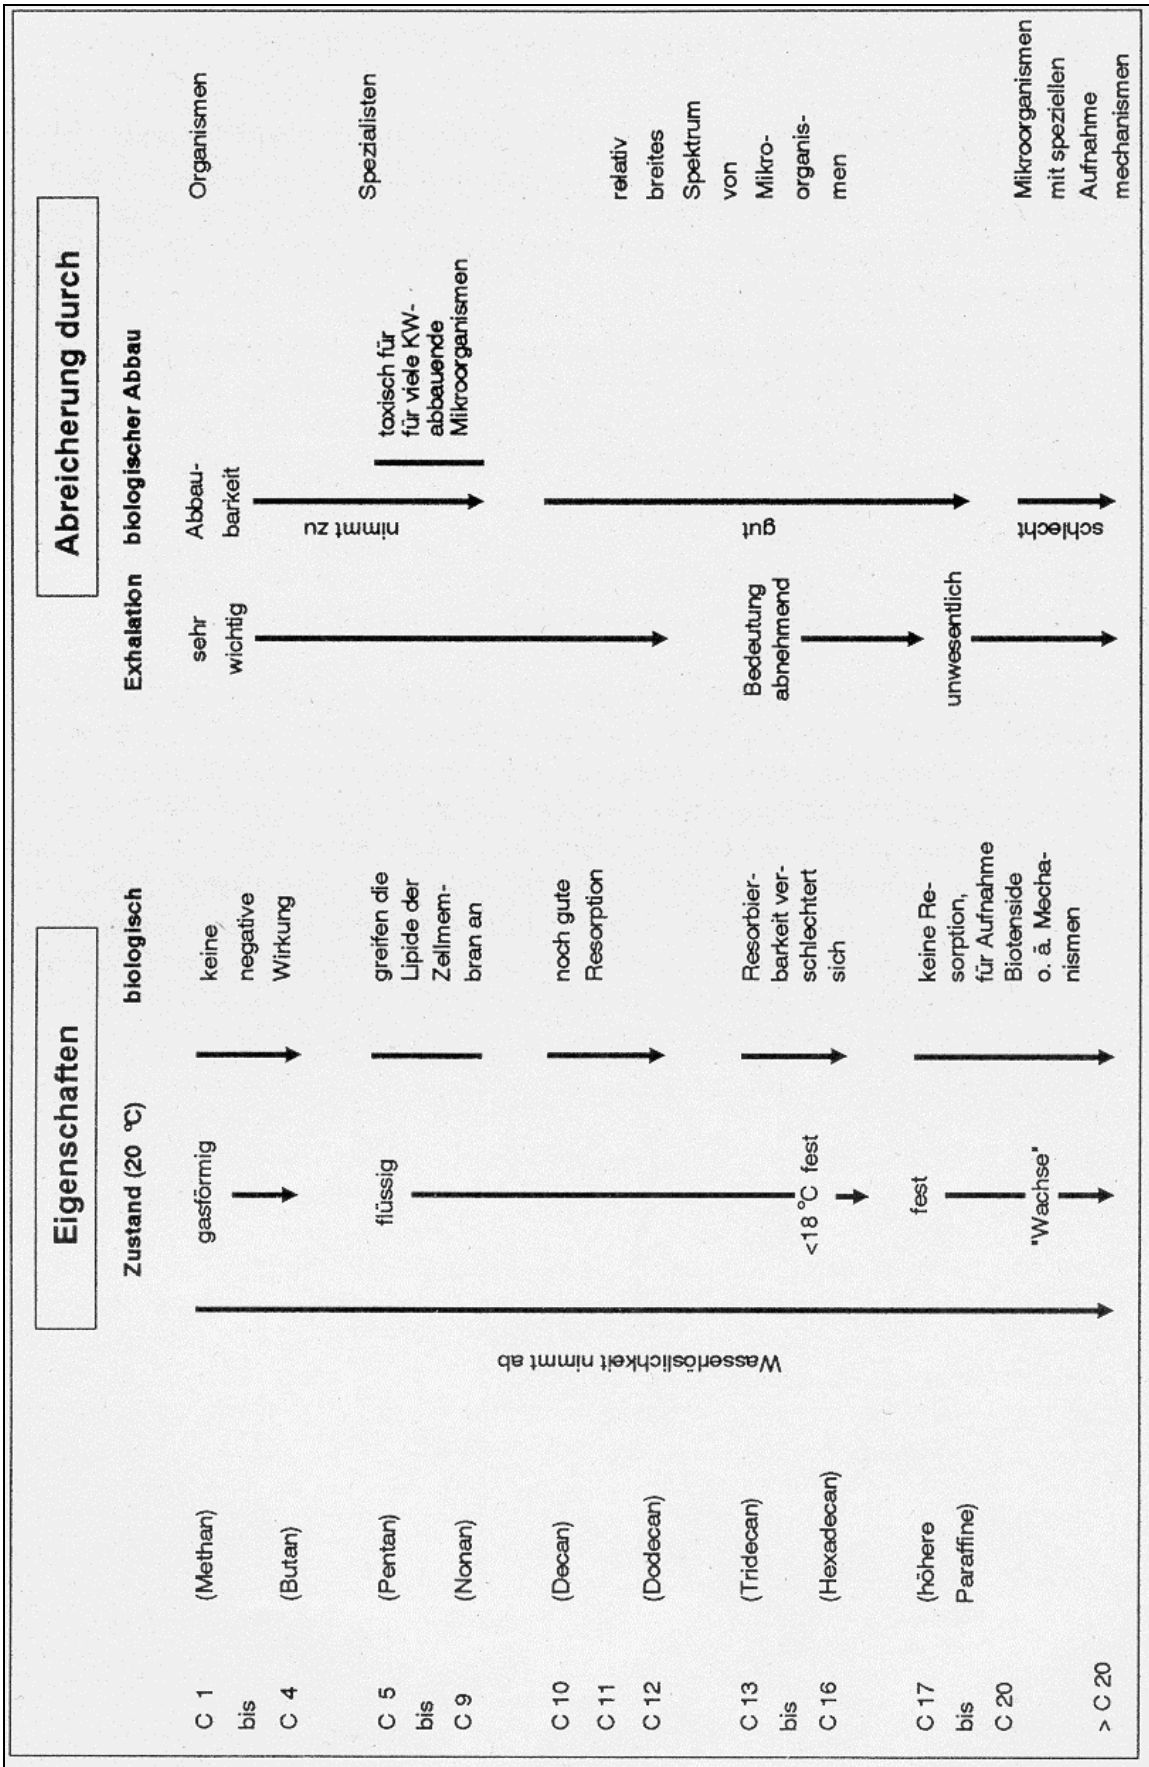 Eigenschaften
Abreicherung durch
Zustand (20 °C)
biologisch
Exhalation
biologischer Abbau
C 1
bis
C 4
(Methan)
(Butan)
gasförmig
keine
negative
Wirkung
sehr
wichtig
Abbau-
barkeit
nimmt zu
Organismen
C 5
bis
C 9
(Pentan)
(Nonan)
flüssig
greifen die
Lipide der
Zellmem-
bran an
toxisch für
für viele KW-
abbauende
Mikroorganismen
Spezialisten
Wasserlöslichkeit nimmt ab
C 10
C 11
C 12
(Decan)
(Dodecan)
noch gute
Resorption
relativ
breites
Spektrum
von
Mikro-
organis-
men
C 13
bis
C 16
(Tridecan)
(Hexadecan)
<18 °C fest
Resorbier-
barkeit ver-
schlechtert
sich
Bedeutung
abnehmend
gut
C 17
bis
C 20
> C 20
(höhere
Paraffine)
fest
"Wachse"
keine Re-
sorption,
für Aufnahme
Biotenside
o. ä. Mecha-
nismen
unwesentlich
schlecht
Mikroorganismen
mit speziellen
Aufnahme
mechanismen